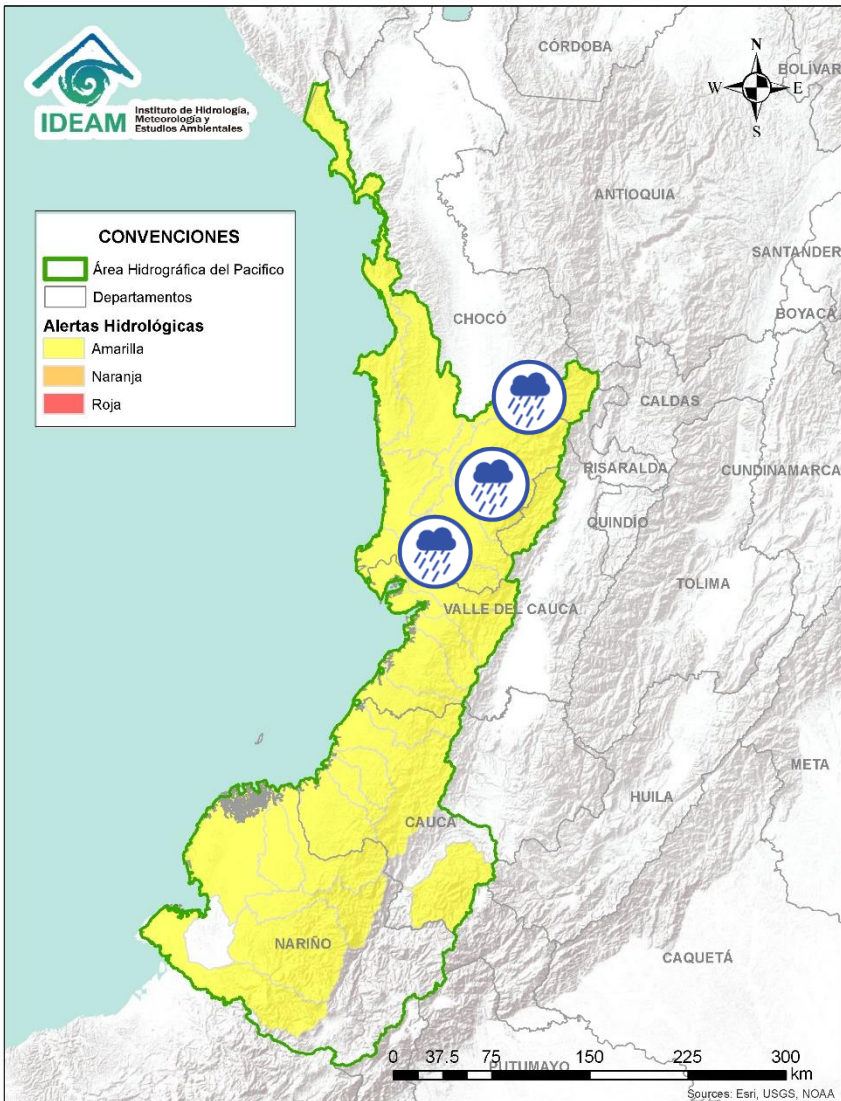 IDEAM
Instituto de Hidrología,
Meteorología y
Estudios Ambientales
CÓRDOBA
BOLÍVAR
N
W
E
S
ANTIOQUIA
SANTANDER
BOYACÁ
CONVENCIONES
Área Hidrográfica del Pacifico
Departamentos
Alertas Hidrológicas
Amarilla
Naranja
Roja
CHOCÓ
CALDAS
RISARALDA
CUNDINAMARCA
QUINDÍO
TOLIMA
VALLE DEL CAUCA
META
HUILA
CAUCA
NARIÑO
CAQUETÁ
PUTUMAYO
0 37.5 75 150 225 300
km
Sources: Esri, USGS, NOAA